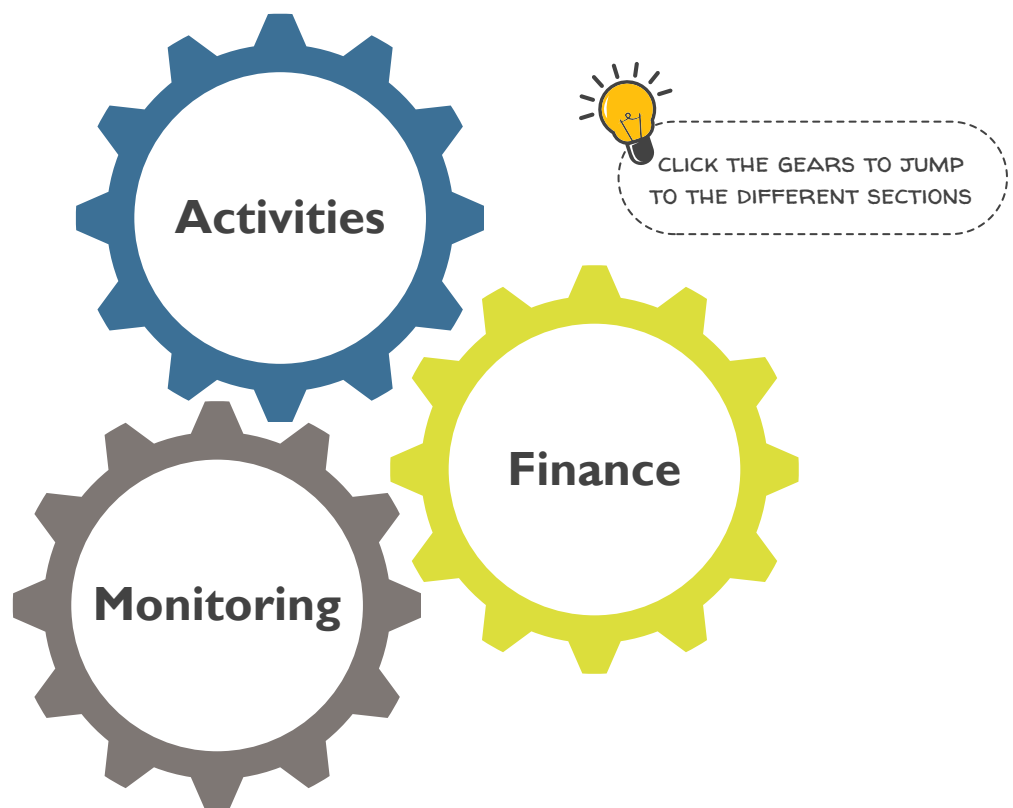 Activities
CLICK THE GEARS TO JUMP
TO THE DIFFERENT SECTIONS
Finance
Monitoring